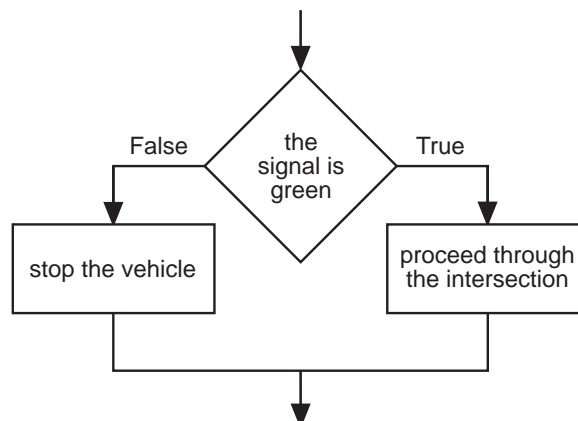 False
the
signal is
green
True
stop the vehicle
proceed through
the intersection